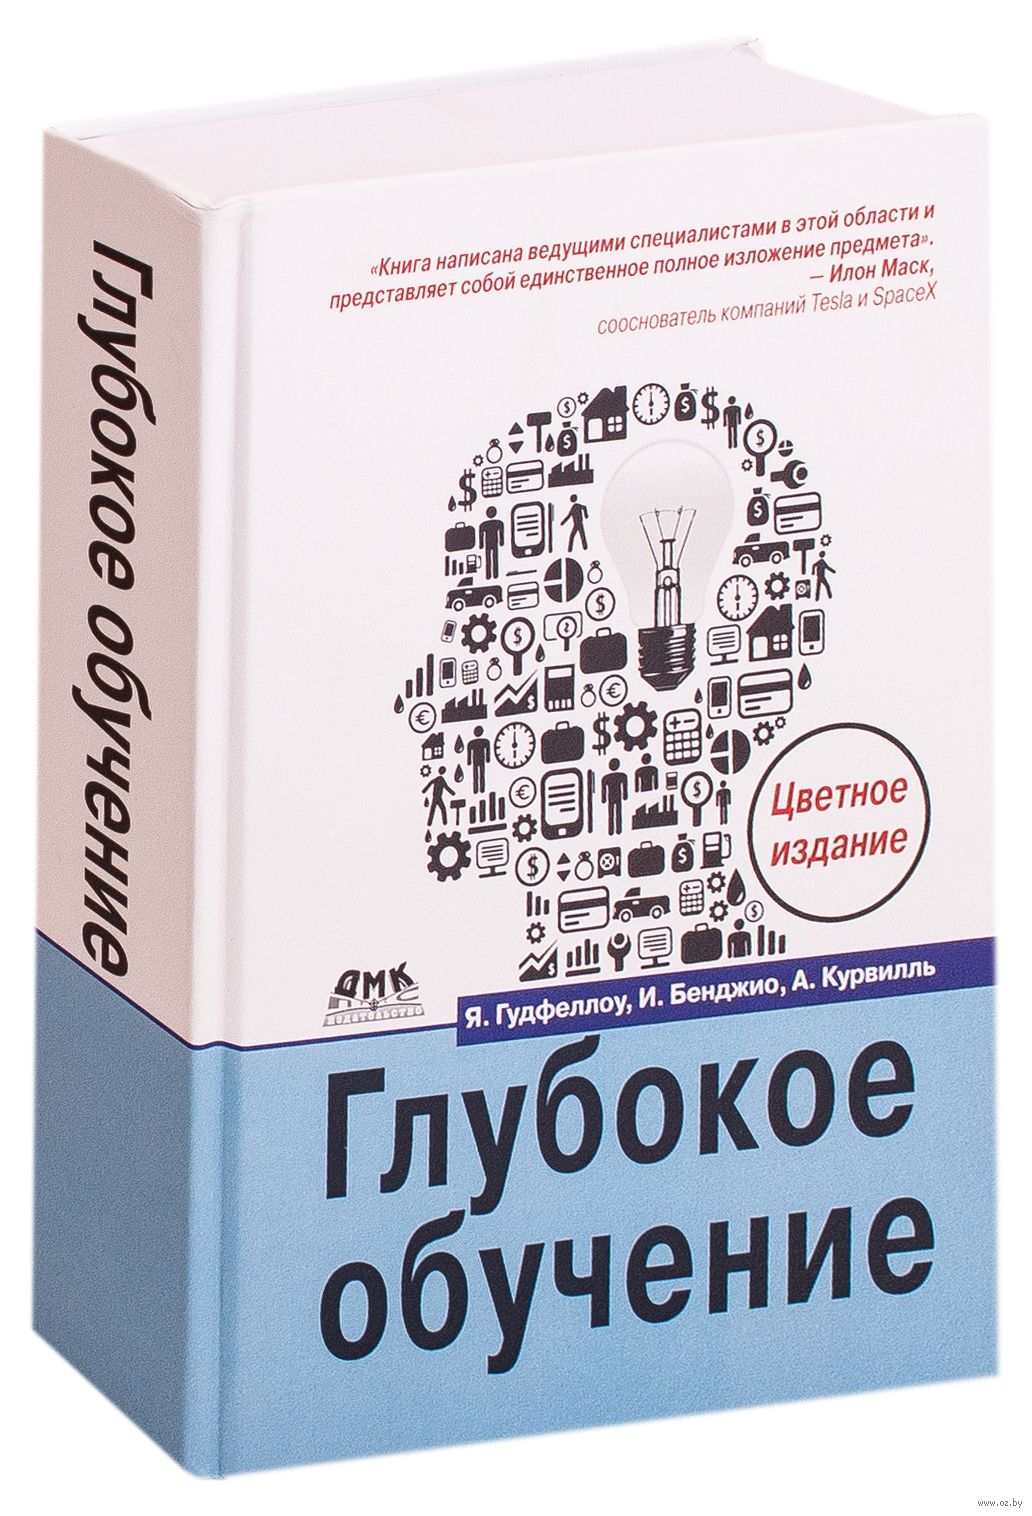 Глубокое обучение
«Книга написана ведущими специалистами в этой области и
представляет собой единственное полное изложение предмета».
— Илон Маск,
сооснователь компаний Tesla и SpaceX
Цветное
издание
ДМК
издательство
Я. Гудфеллоу, И. Бенджио, А. Курвилль
Глубокое
обучение
www.oz.by